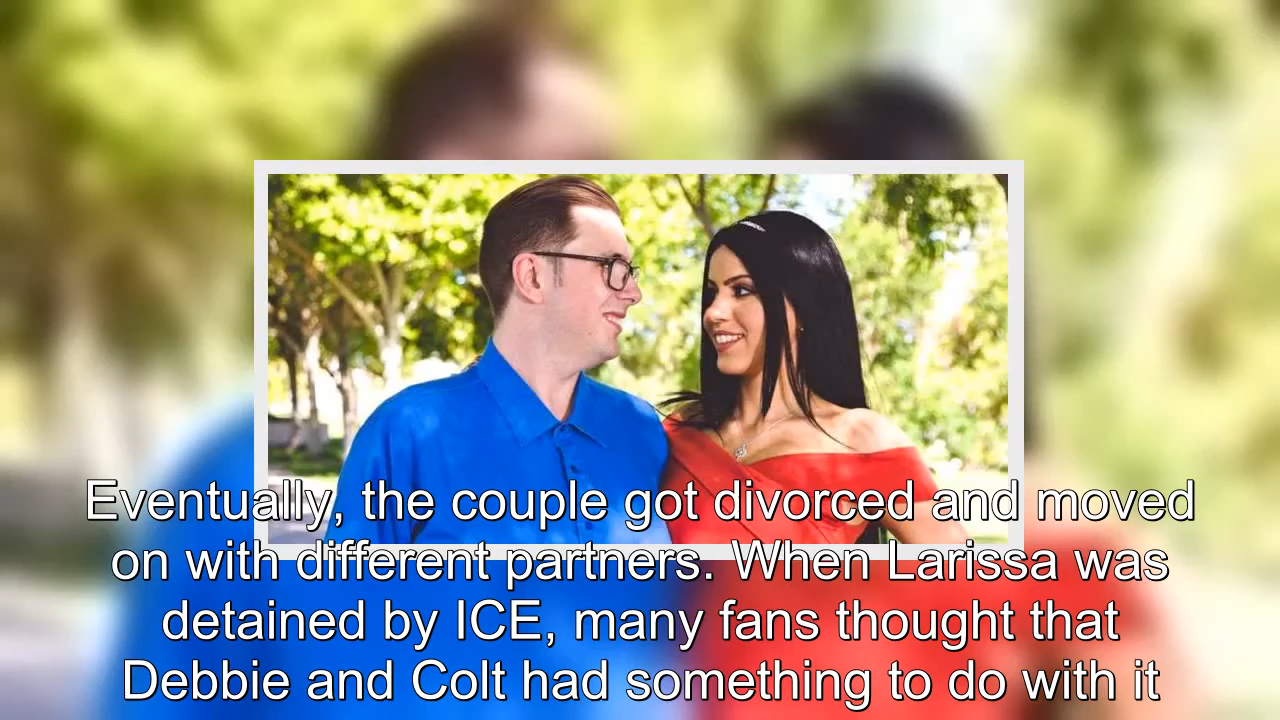 Eventually, the couple got divorced and moved
on with different partners. When Larissa was
detained by ICE, many fans thought that
Debbie and Colt had something to do with it